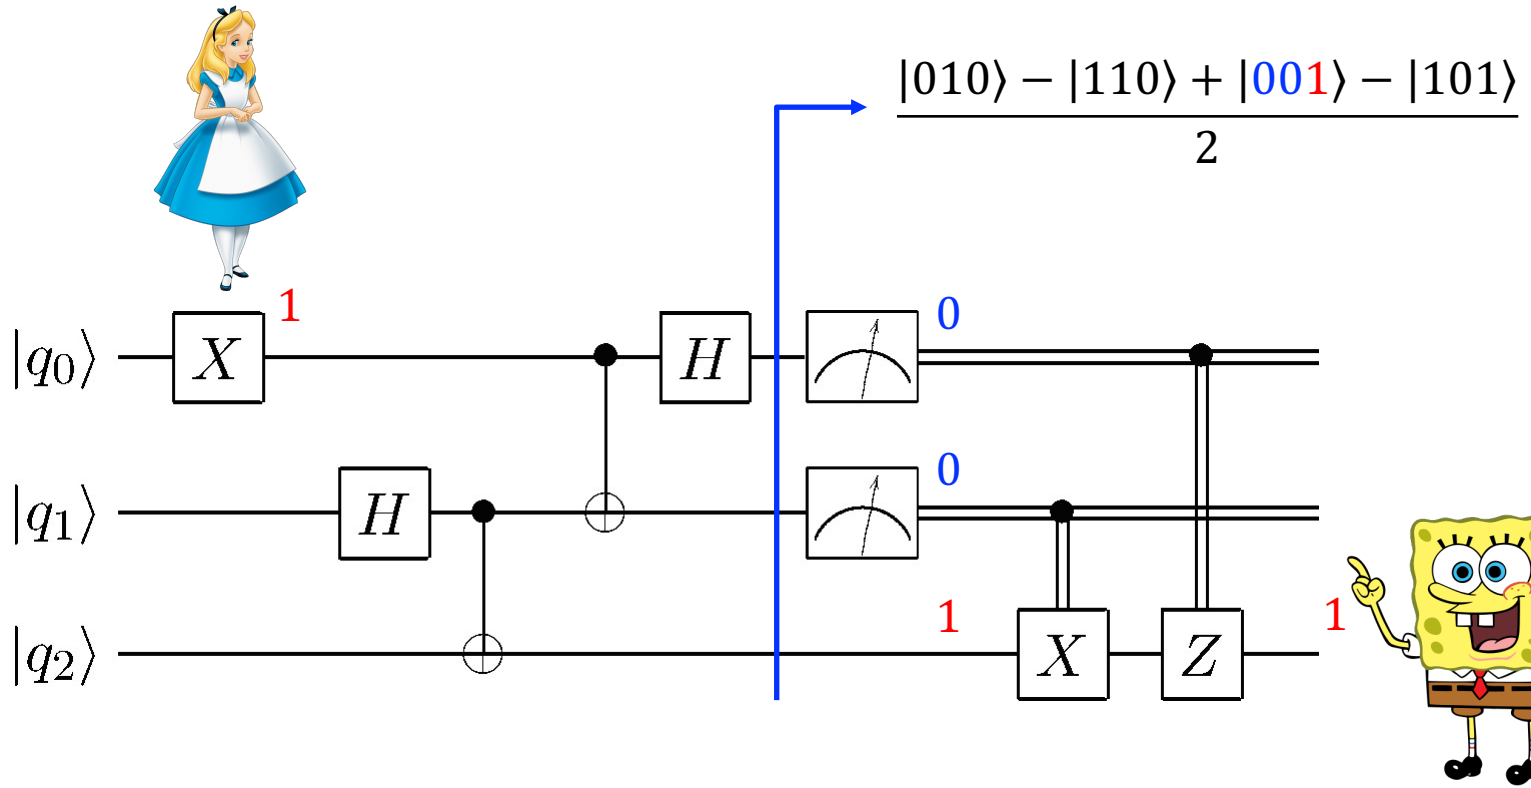 |010⟩ − |110⟩ + |001⟩ − |101⟩
2
1
|q₀⟩ X H 0
|q₁⟩ H 0
1 1
|q₂⟩ X Z